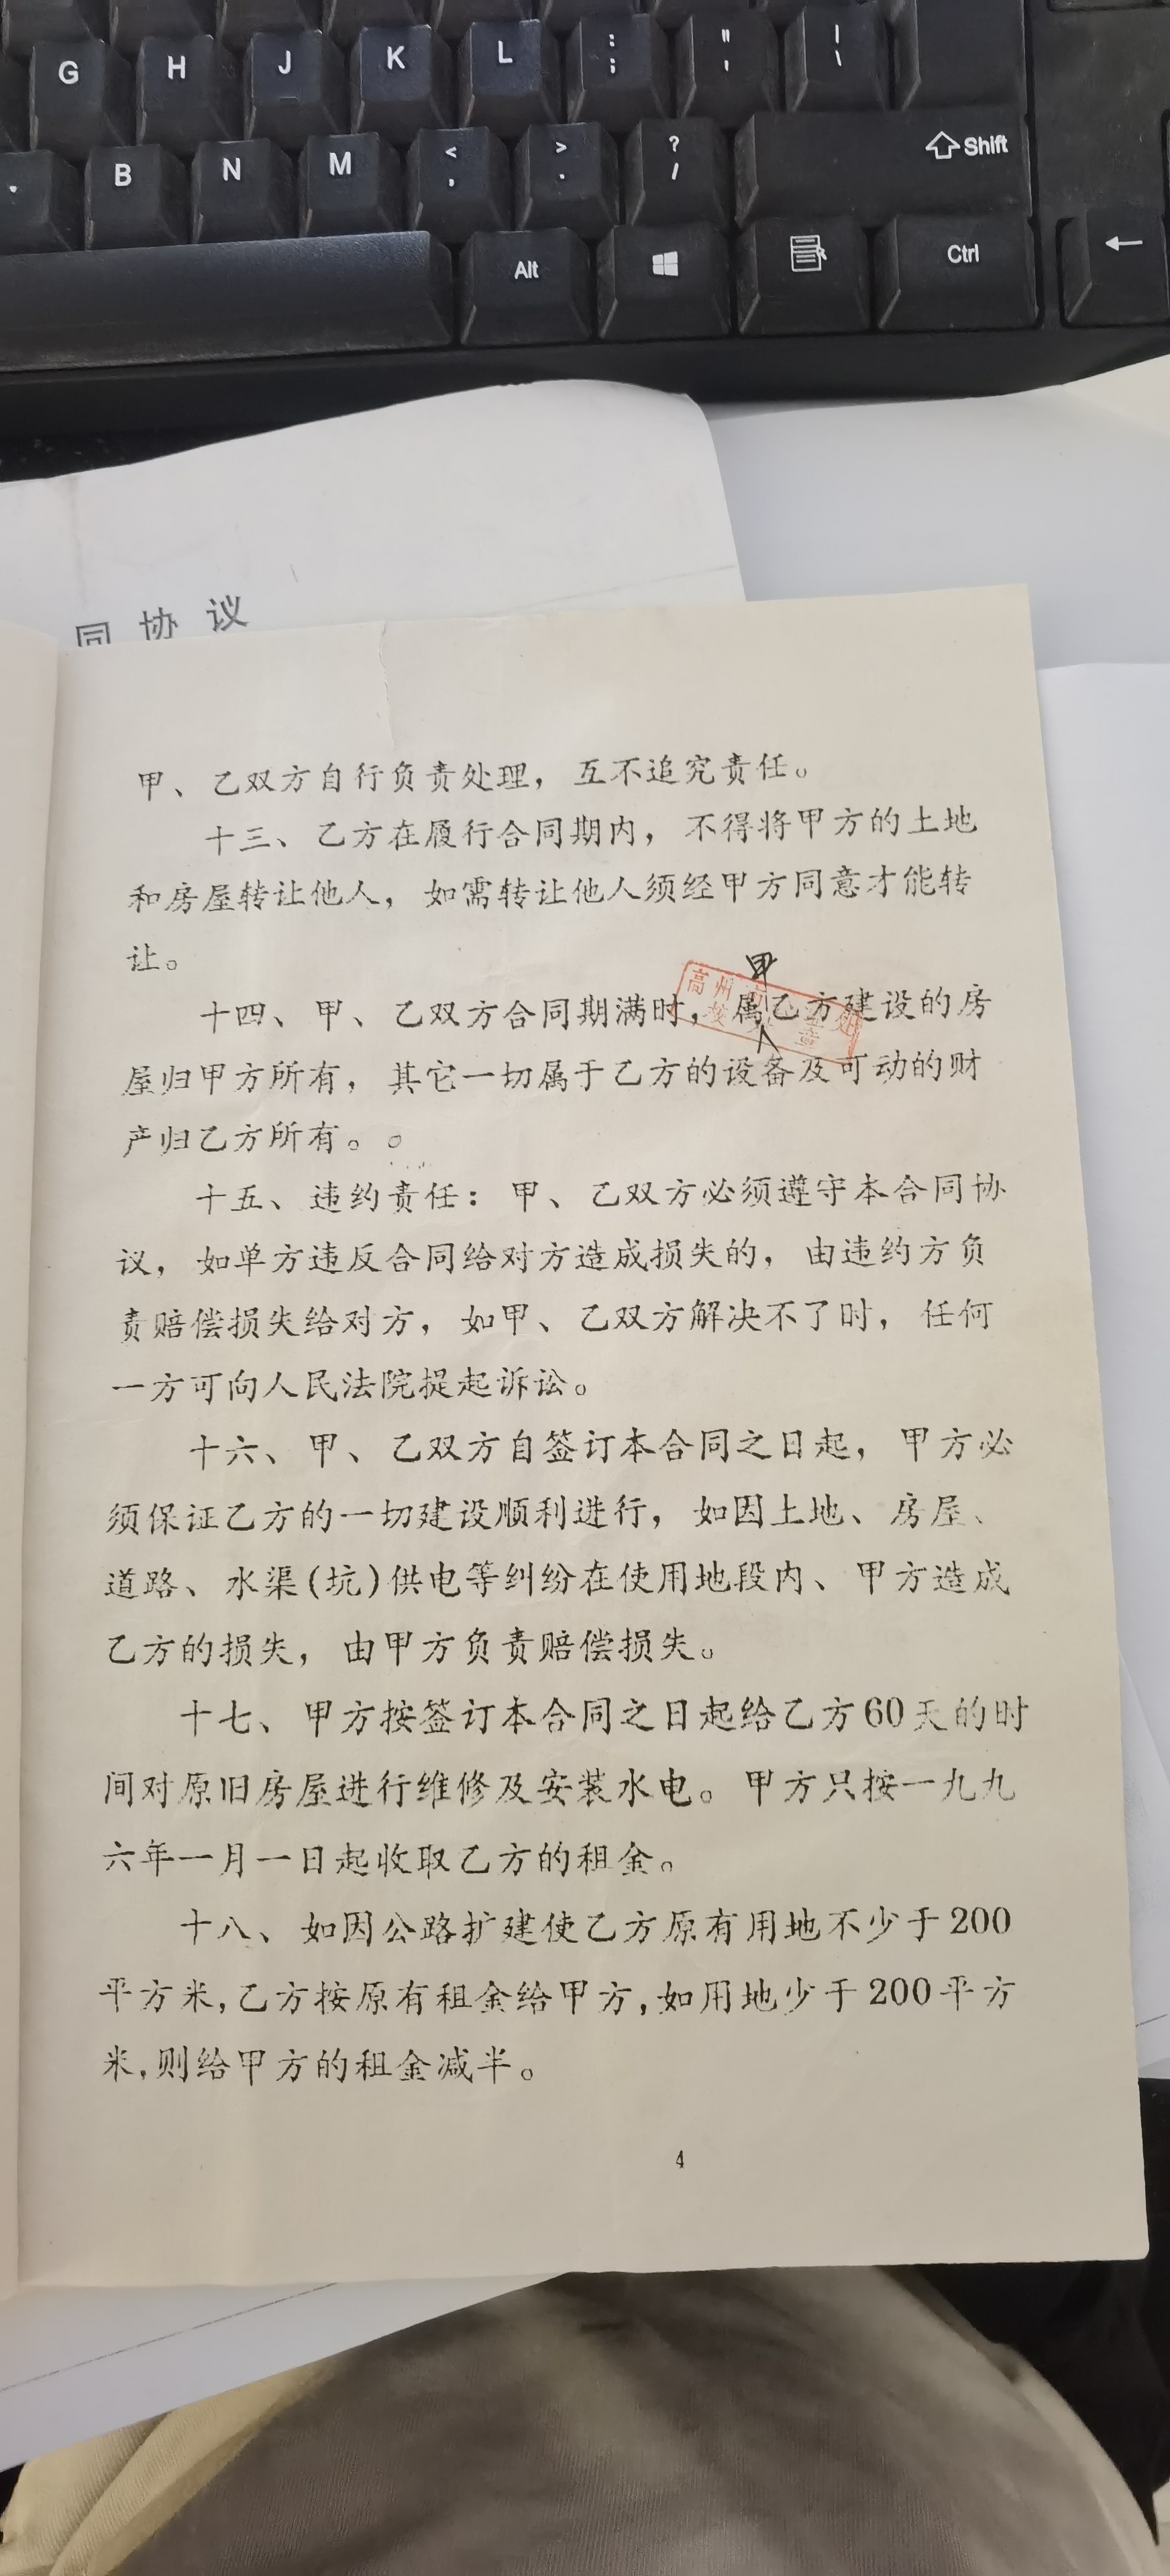 G H J K L : ; " ' | \
B N M < , > . ? / Shift
Alt Ctrl
同协议
甲、乙双方自行负责处理，互不追究责任。
十三、乙方在履行合同期内，不得将甲方的土地
和房屋转让他人，如需转让他人须经甲方同意才能转
让。
甲
高州
十四、甲、乙双方合同期满时，属乙方建设的房
屋归甲方所有，其它一切属于乙方的设备及可动的财
产归乙方所有。。
十五、违约责任：甲、乙双方必须遵守本合同协
议，如单方违反合同给对方造成损失的，由违约方负
责赔偿损失给对方，如甲、乙双方解决不了时，任何
一方可向人民法院提起诉讼。
十六、甲、乙双方自签订本合同之日起，甲方必
须保证乙方的一切建设顺利进行，如因土地、房屋、
道路、水渠(坑)供电等纠纷在使用地段内、甲方造成
乙方的损失，由甲方负责赔偿损失。
十七、甲方按签订本合同之日起给乙方60天的时
间对原旧房屋进行维修及安装水电。甲方只按一九九
六年一月一日起收取乙方的租金。
十八、如因公路扩建使乙方原有用地不少于200
平方米,乙方按原有租金给甲方,如用地少于200平方
米,则给甲方的租金减半。
4